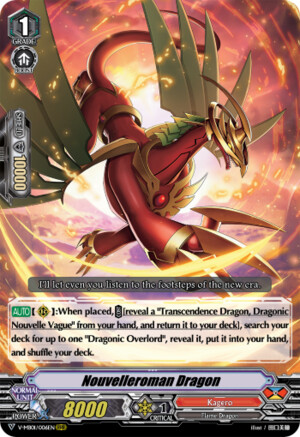 1
GRADE
BOOST
SHIELD
10000
I'll let even you listen to the footsteps of the new era.
AUTO [ ]:When placed, [reveal a "Transcendence Dragon, Dragonic
Nouvelle Vague" from your hand, and return it to your deck], search your
deck for up to one "Dragonic Overlord", reveal it, put it into your hand,
and shuffle your deck.
Nouvelleroman Dragon
NORMAL
UNIT
POWER
8000
1
CRITICAL
Kagero
Flame Dragon
V-MB01/006EN RRR